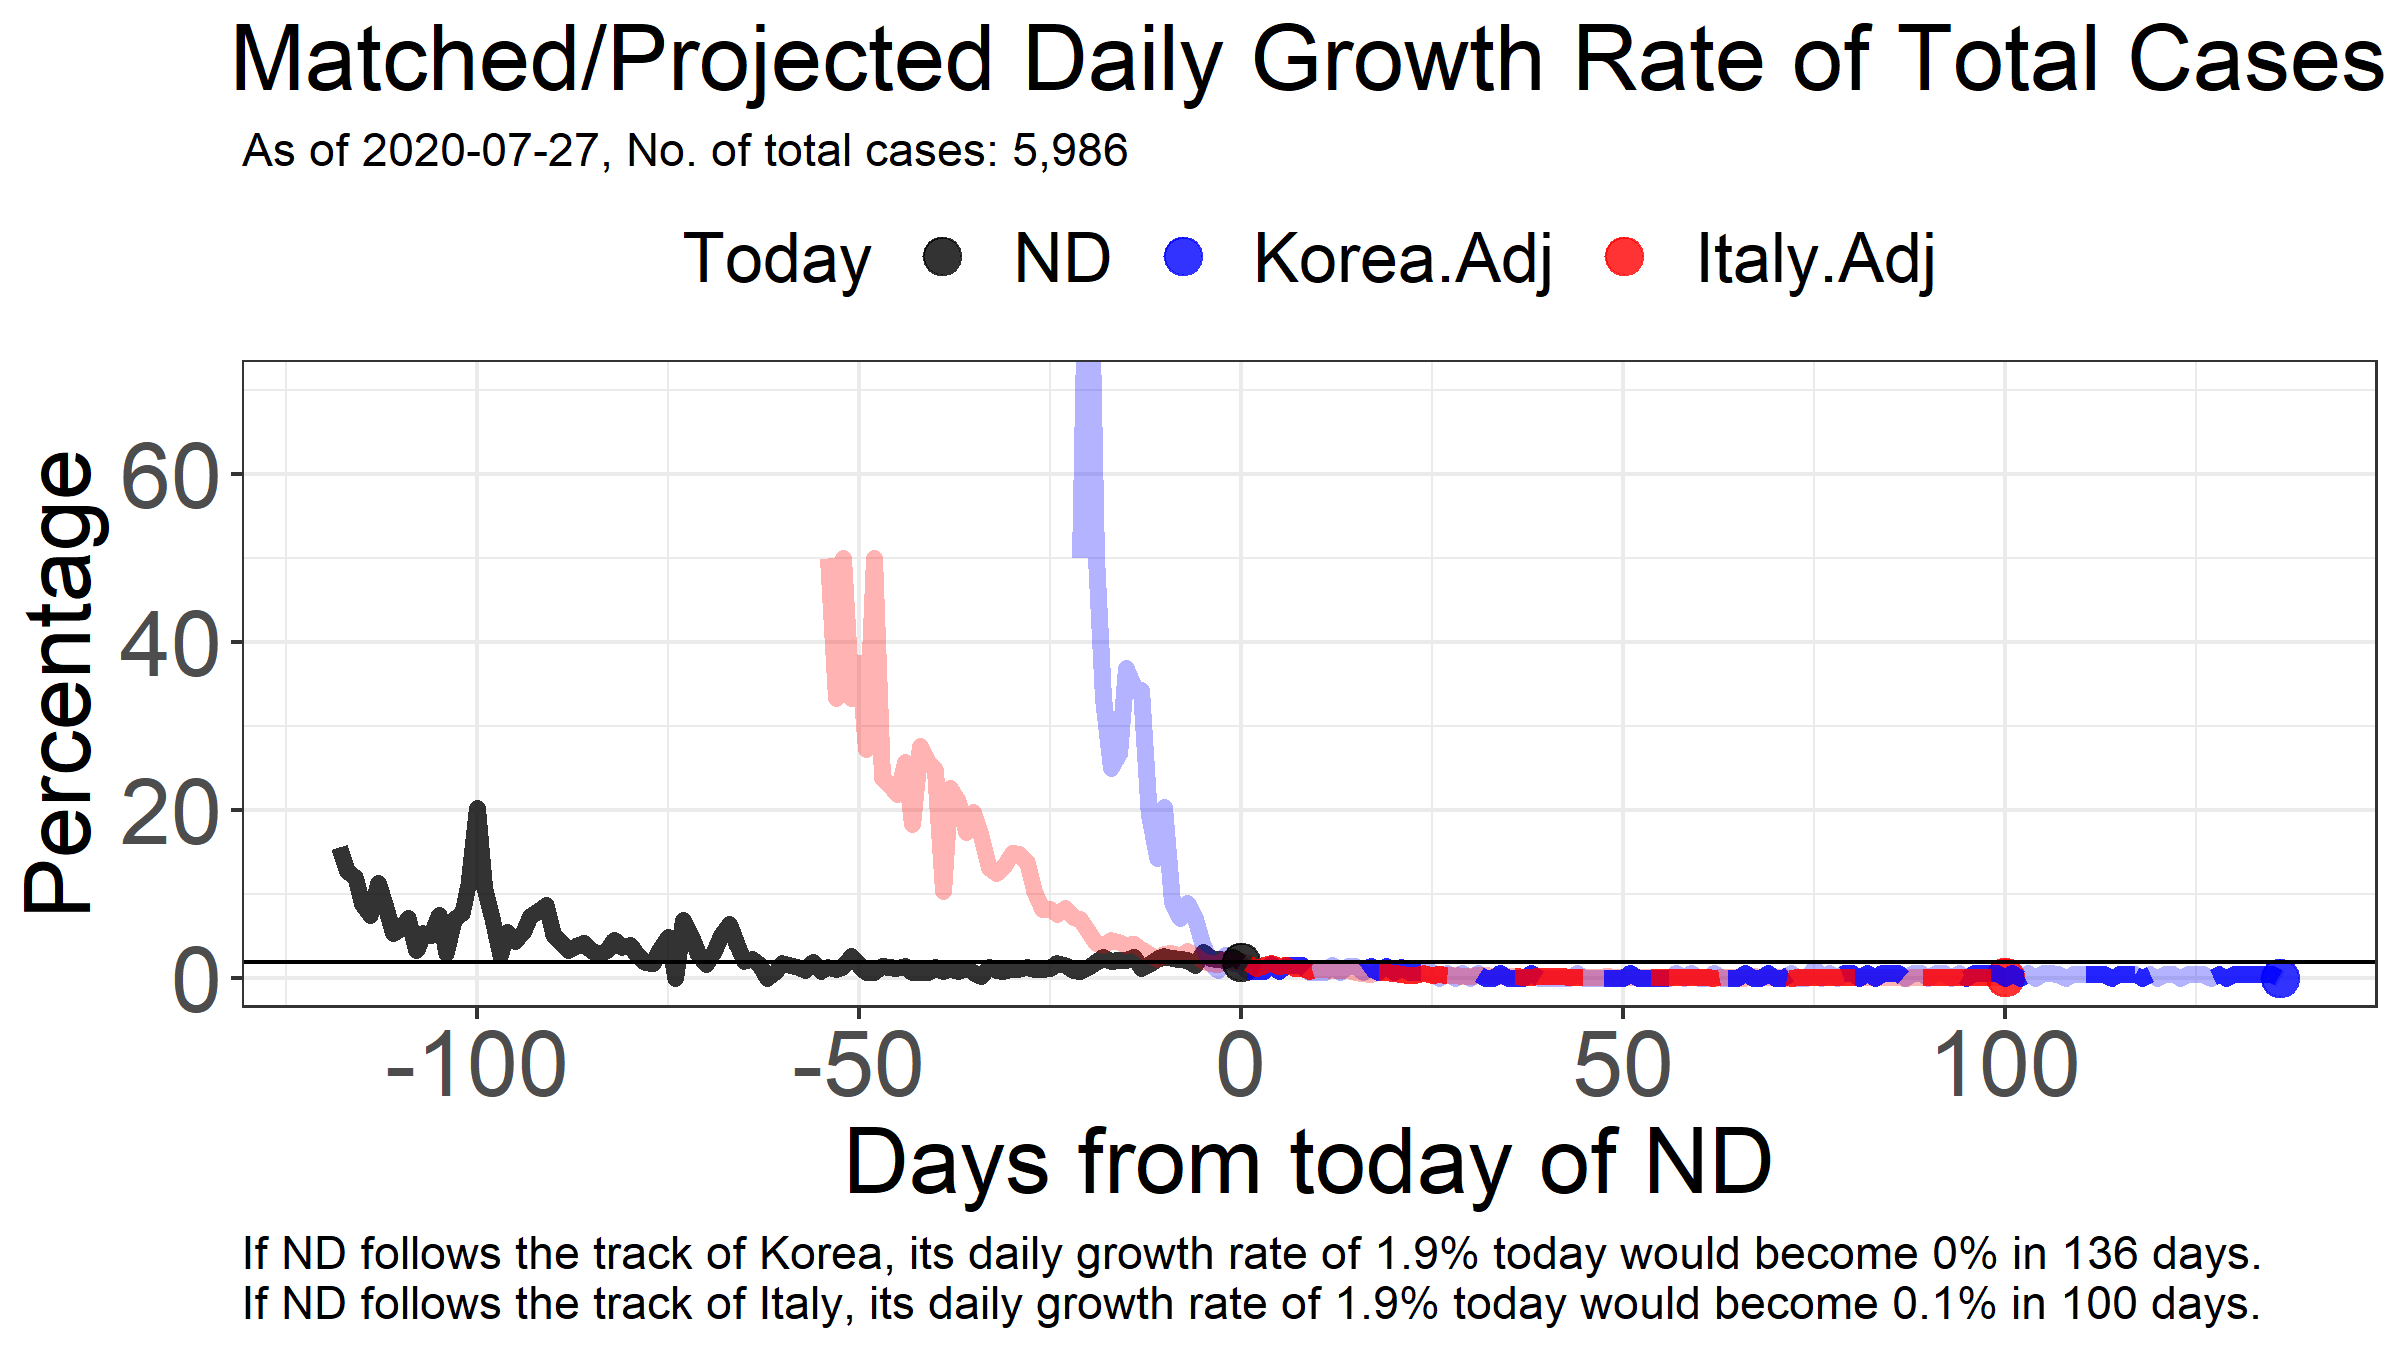 Matched/Projected Daily Growth Rate of Total Cases
As of 2020-07-27, No. of total cases: 5,986
Today ND Korea.Adj Italy.Adj
Percentage
60
40
20
0
-100 -50 0 50 100
Days from today of ND
If ND follows the track of Korea, its daily growth rate of 1.9% today would become 0% in 136 days.
If ND follows the track of Italy, its daily growth rate of 1.9% today would become 0.1% in 100 days.